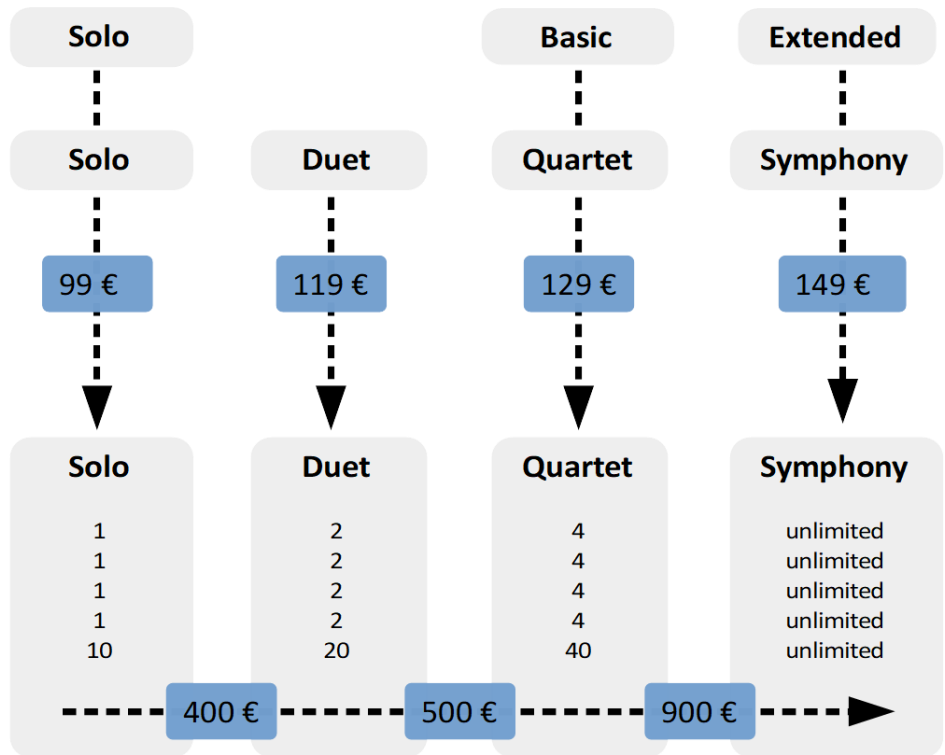 Solo Basic Extended
Solo Duet Quartet Symphony
99 € 119 € 129 € 149 €
Solo Duet Quartet Symphony
1 2 4 unlimited
1 2 4 unlimited
1 2 4 unlimited
1 2 4 unlimited
10 20 40 unlimited
400 € 500 € 900 €